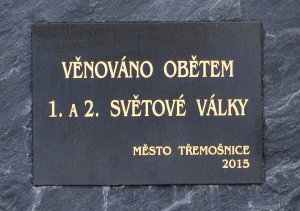 VĚNOVÁNO OBĚTEM
1. A 2. SVĚTOVÉ VÁLKY
MĚSTO TŘEMOŠNICE
2015